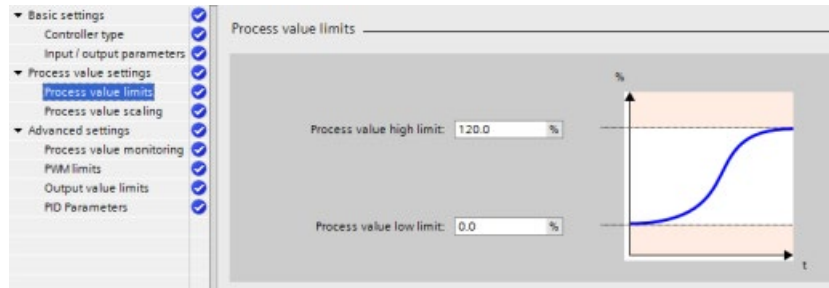 Basic settings
Controller type
Input / output parameters
Process value settings
Process value limits
Process value scaling
Advanced settings
Process value monitoring
PWM limits
Output value limits
PID Parameters
Process value limits
%
Process value high limit: 120.0 %
Process value low limit: 0.0 %
t